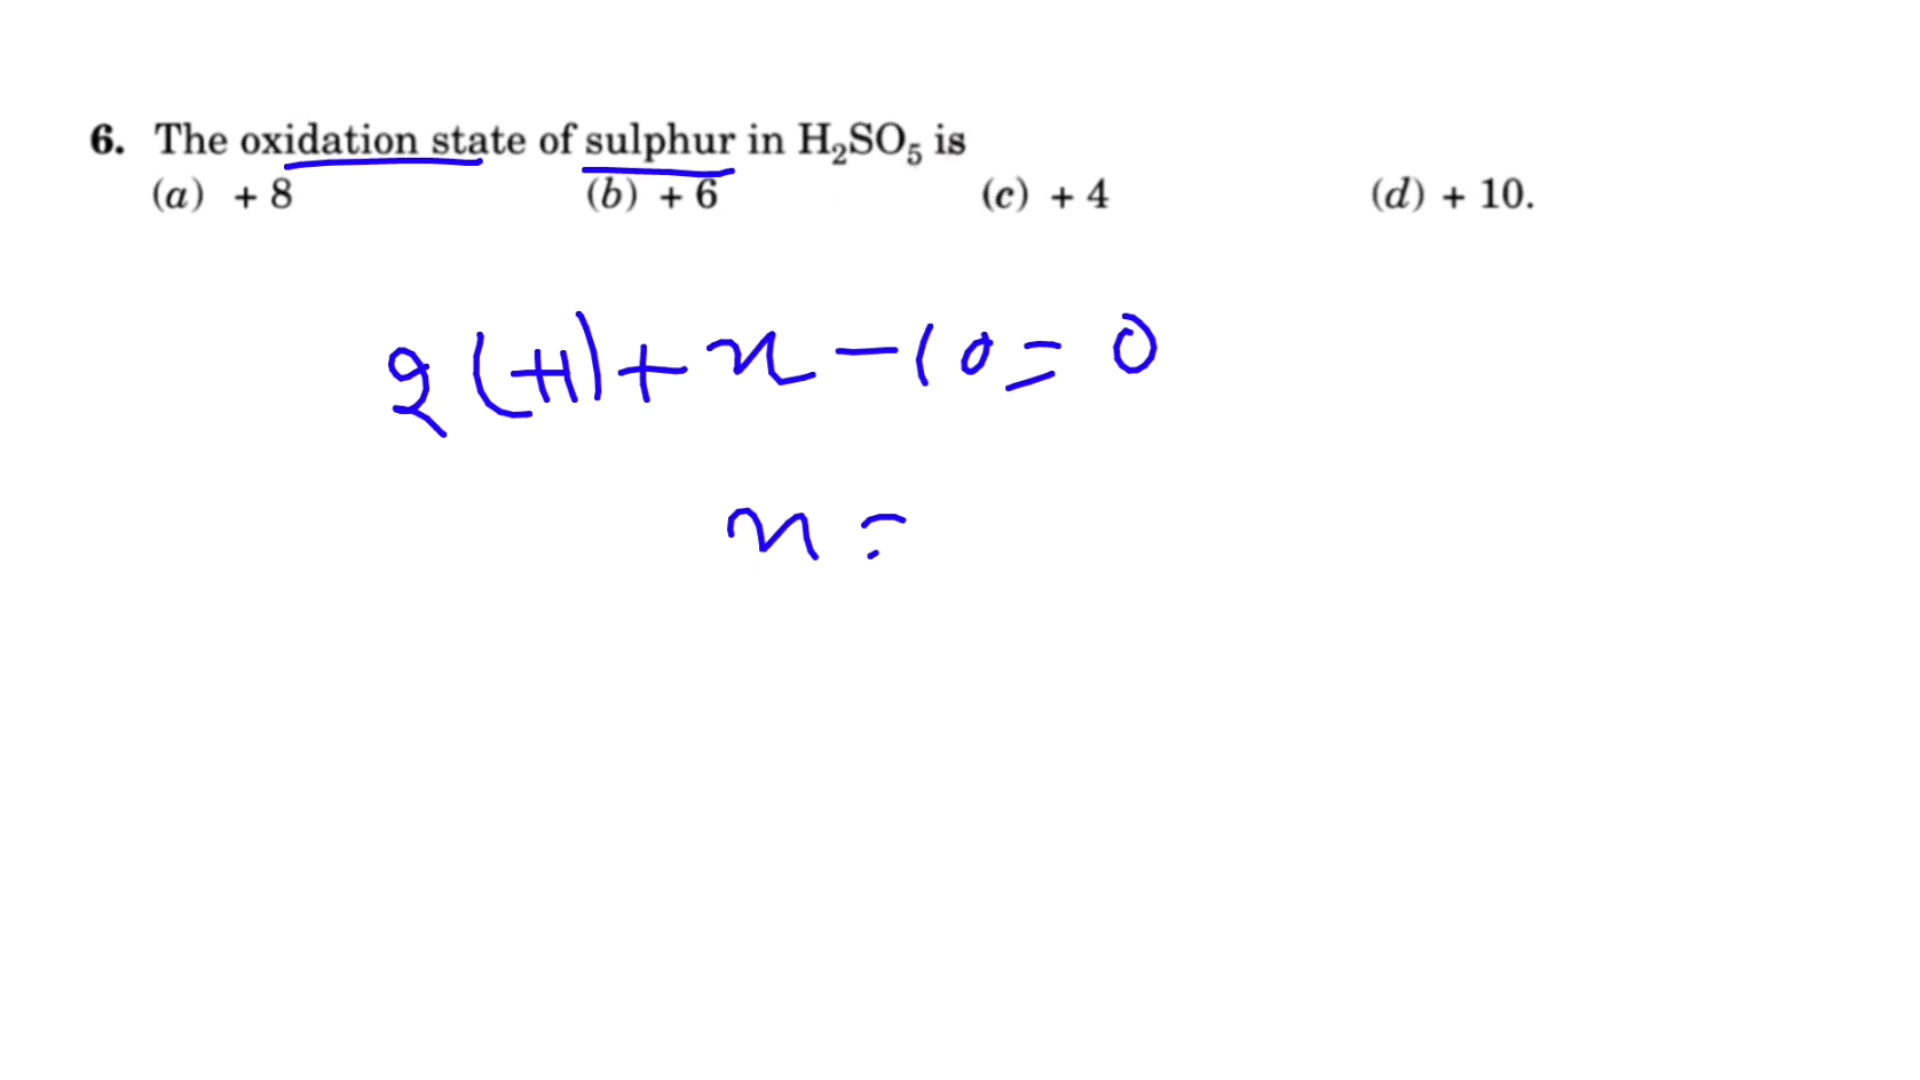 6. The oxidation state of sulphur in H₂SO₅ is
(a) + 8 (b) + 6 (c) + 4 (d) + 10.
2(+1)+x-10=0
x =